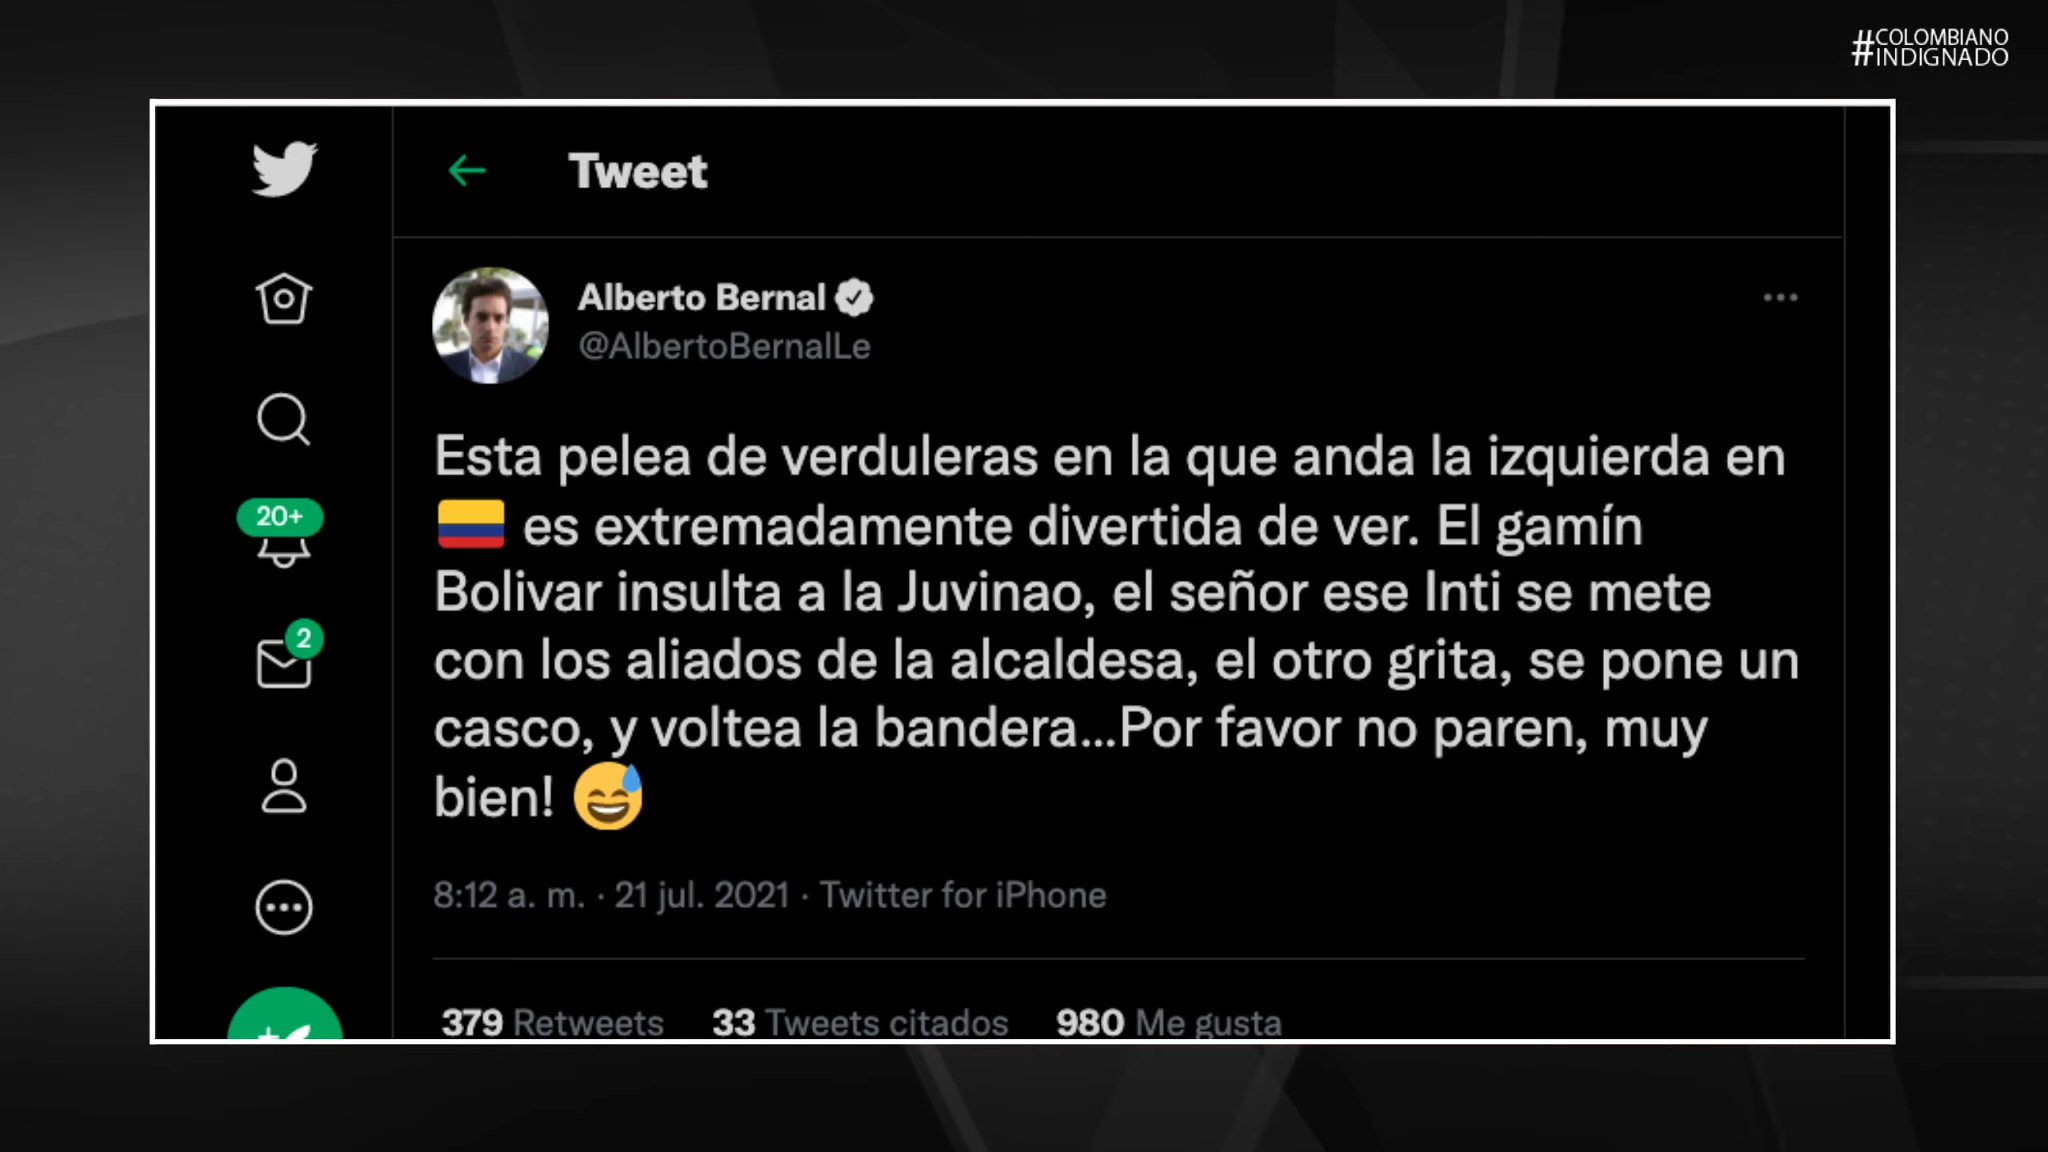 #COLOMBIANO
INDIGNADO
Tweet
Alberto Bernal
@AlbertoBernalLe
Esta pelea de verduleras en la que anda la izquierda en
🇨🇴 es extremadamente divertida de ver. El gamín
Bolivar insulta a la Juvinao, el señor ese Inti se mete
con los aliados de la alcaldesa, el otro grita, se pone un
casco, y voltea la bandera...Por favor no paren, muy
bien! 😅
8:12 a. m. · 21 jul. 2021 · Twitter for iPhone
379 Retweets 33 Tweets citados 980 Me gusta
20+
2